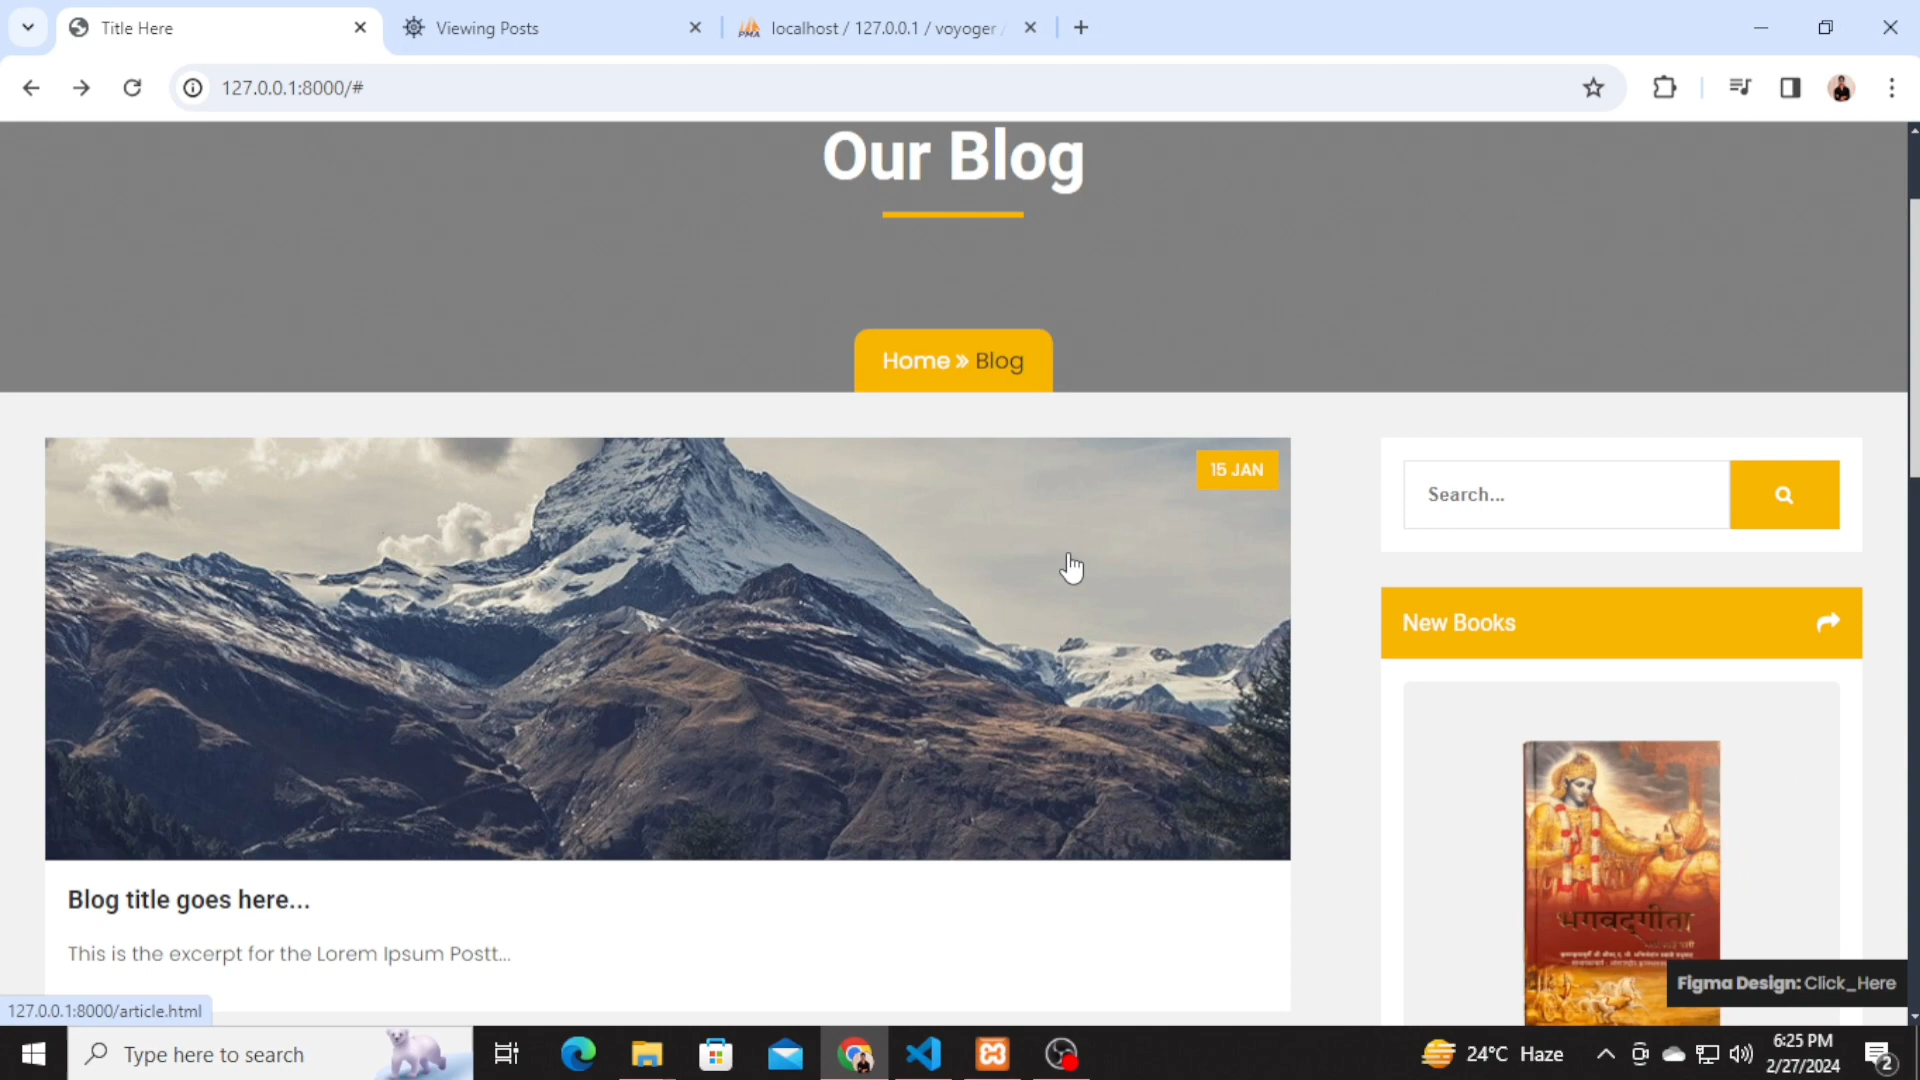 Title Here
Viewing Posts
localhost / 127.0.0.1 / voyoger /
127.0.0.1:8000/#
Our Blog
Home » Blog
15 JAN
Search...
New Books
भगवद्‌गीता
Blog title goes here...
This is the excerpt for the Lorem Ipsum Postt...
Figma Design: Click_Here
127.0.0.1:8000/article.html
Type here to search
24°C Haze
6:25 PM
2/27/2024
2